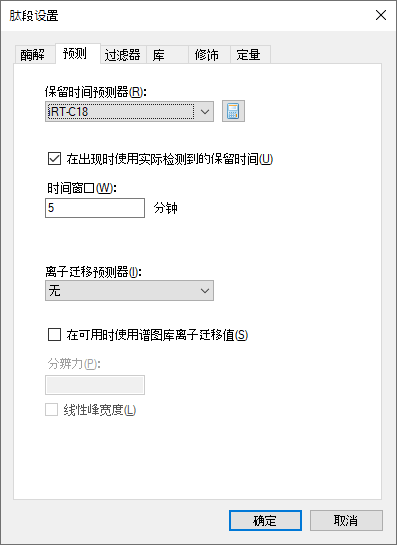 肽段设置
酶解 预测 过滤器 库 修饰 定量
保留时间预测器(R):
iRT-C18
在出现时使用实际检测到的保留时间(U)
时间窗口(W):
5 分钟
离子迁移预测器(I):
无
在可用时使用谱图库离子迁移值(S)
分辨力(P):
线性峰宽度(L)
确定 取消